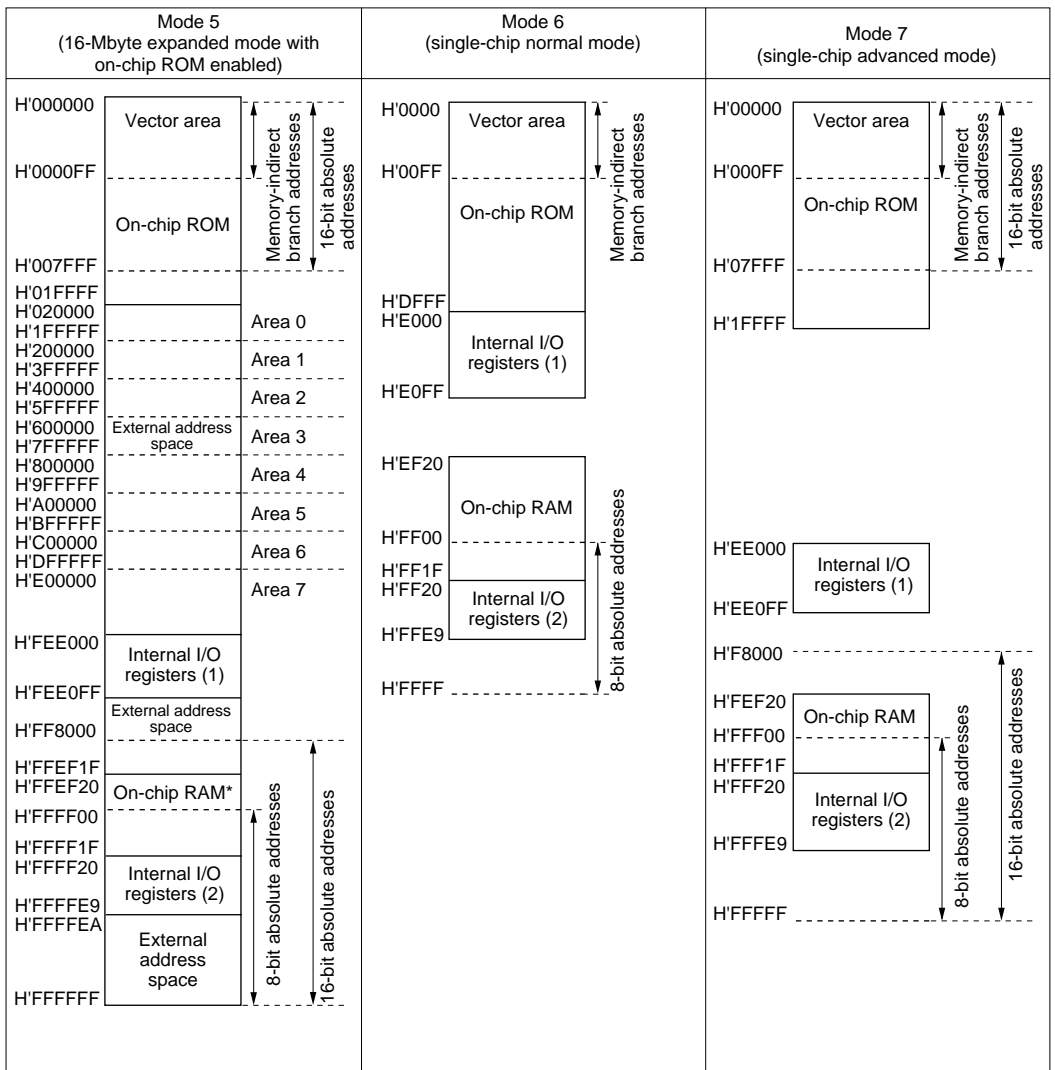 Mode 5
(16-Mbyte expanded mode with
on-chip ROM enabled)
H'000000
Vector area
H'0000FF
On-chip ROM
H'007FFF
H'01FFFF
H'020000
H'1FFFFF
H'200000
H'3FFFFF
H'400000
H'5FFFFF
H'600000
H'7FFFFF
H'800000
H'9FFFFF
H'A00000
H'BFFFFF
H'C00000
H'DFFFFF
H'E00000
External address
space
Area 0
Area 1
Area 2
Area 3
Area 4
Area 5
Area 6
Area 7
Memory-indirect
branch addresses
16-bit absolute
addresses
H'FEE000
Internal I/O
registers (1)
H'FEE0FF
External address
space
H'FF8000
H'FFEF1F
H'FFEF20
On-chip RAM*
H'FFFF00
H'FFFF1F
H'FFFF20
Internal I/O
registers (2)
H'FFFFE9
H'FFFFEA
External
address
space
H'FFFFFF
8-bit absolute addresses
16-bit absolute addresses
Mode 6
(single-chip normal mode)
H'0000
Vector area
H'00FF
On-chip ROM
Memory-indirect
branch addresses
H'DFFF
H'E000
Internal I/O
registers (1)
H'E0FF
H'EF20
On-chip RAM
H'FF00
H'FF1F
H'FF20
Internal I/O
registers (2)
H'FFE9
H'FFFF
8-bit absolute addresses
Mode 7
(single-chip advanced mode)
H'00000
Vector area
H'000FF
On-chip ROM
H'07FFF
H'1FFFF
Memory-indirect
branch addresses
16-bit absolute
addresses
H'EE000
Internal I/O
registers (1)
H'EE0FF
H'F8000
H'FEF20
On-chip RAM
H'FFF00
H'FFF1F
H'FFF20
Internal I/O
registers (2)
H'FFFE9
H'FFFFF
8-bit absolute addresses
16-bit absolute addresses